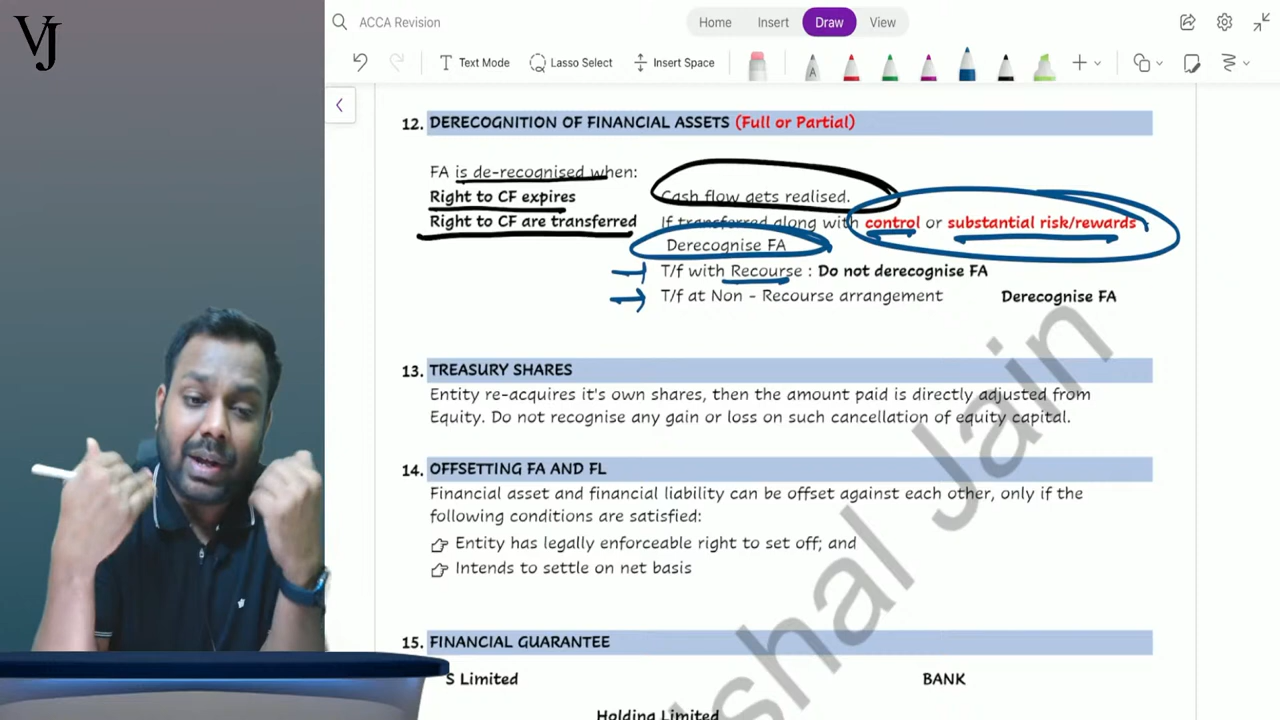 VJ
ACCA Revision
Home Insert Draw View
Text Mode Lasso Select Insert Space
12. DERECOGNITION OF FINANCIAL ASSETS (Full or Partial)
FA is de-recognised when:
Right to CF expires Cash flow gets realised.
Right to CF are transferred If transferred along with control or substantial risk/rewards
Derecognise FA
T/f with Recourse : Do not derecognise FA
T/f at Non - Recourse arrangement Derecognise FA
13. TREASURY SHARES
Entity re-acquires it's own shares, then the amount paid is directly adjusted from
Equity. Do not recognise any gain or loss on such cancellation of equity capital.
14. OFFSETTING FA AND FL
Financial asset and financial liability can be offset against each other, only if the
following conditions are satisfied:
Entity has legally enforceable right to set off; and
Intends to settle on net basis
15. FINANCIAL GUARANTEE
S Limited BANK
Holding Limited
shal Jain